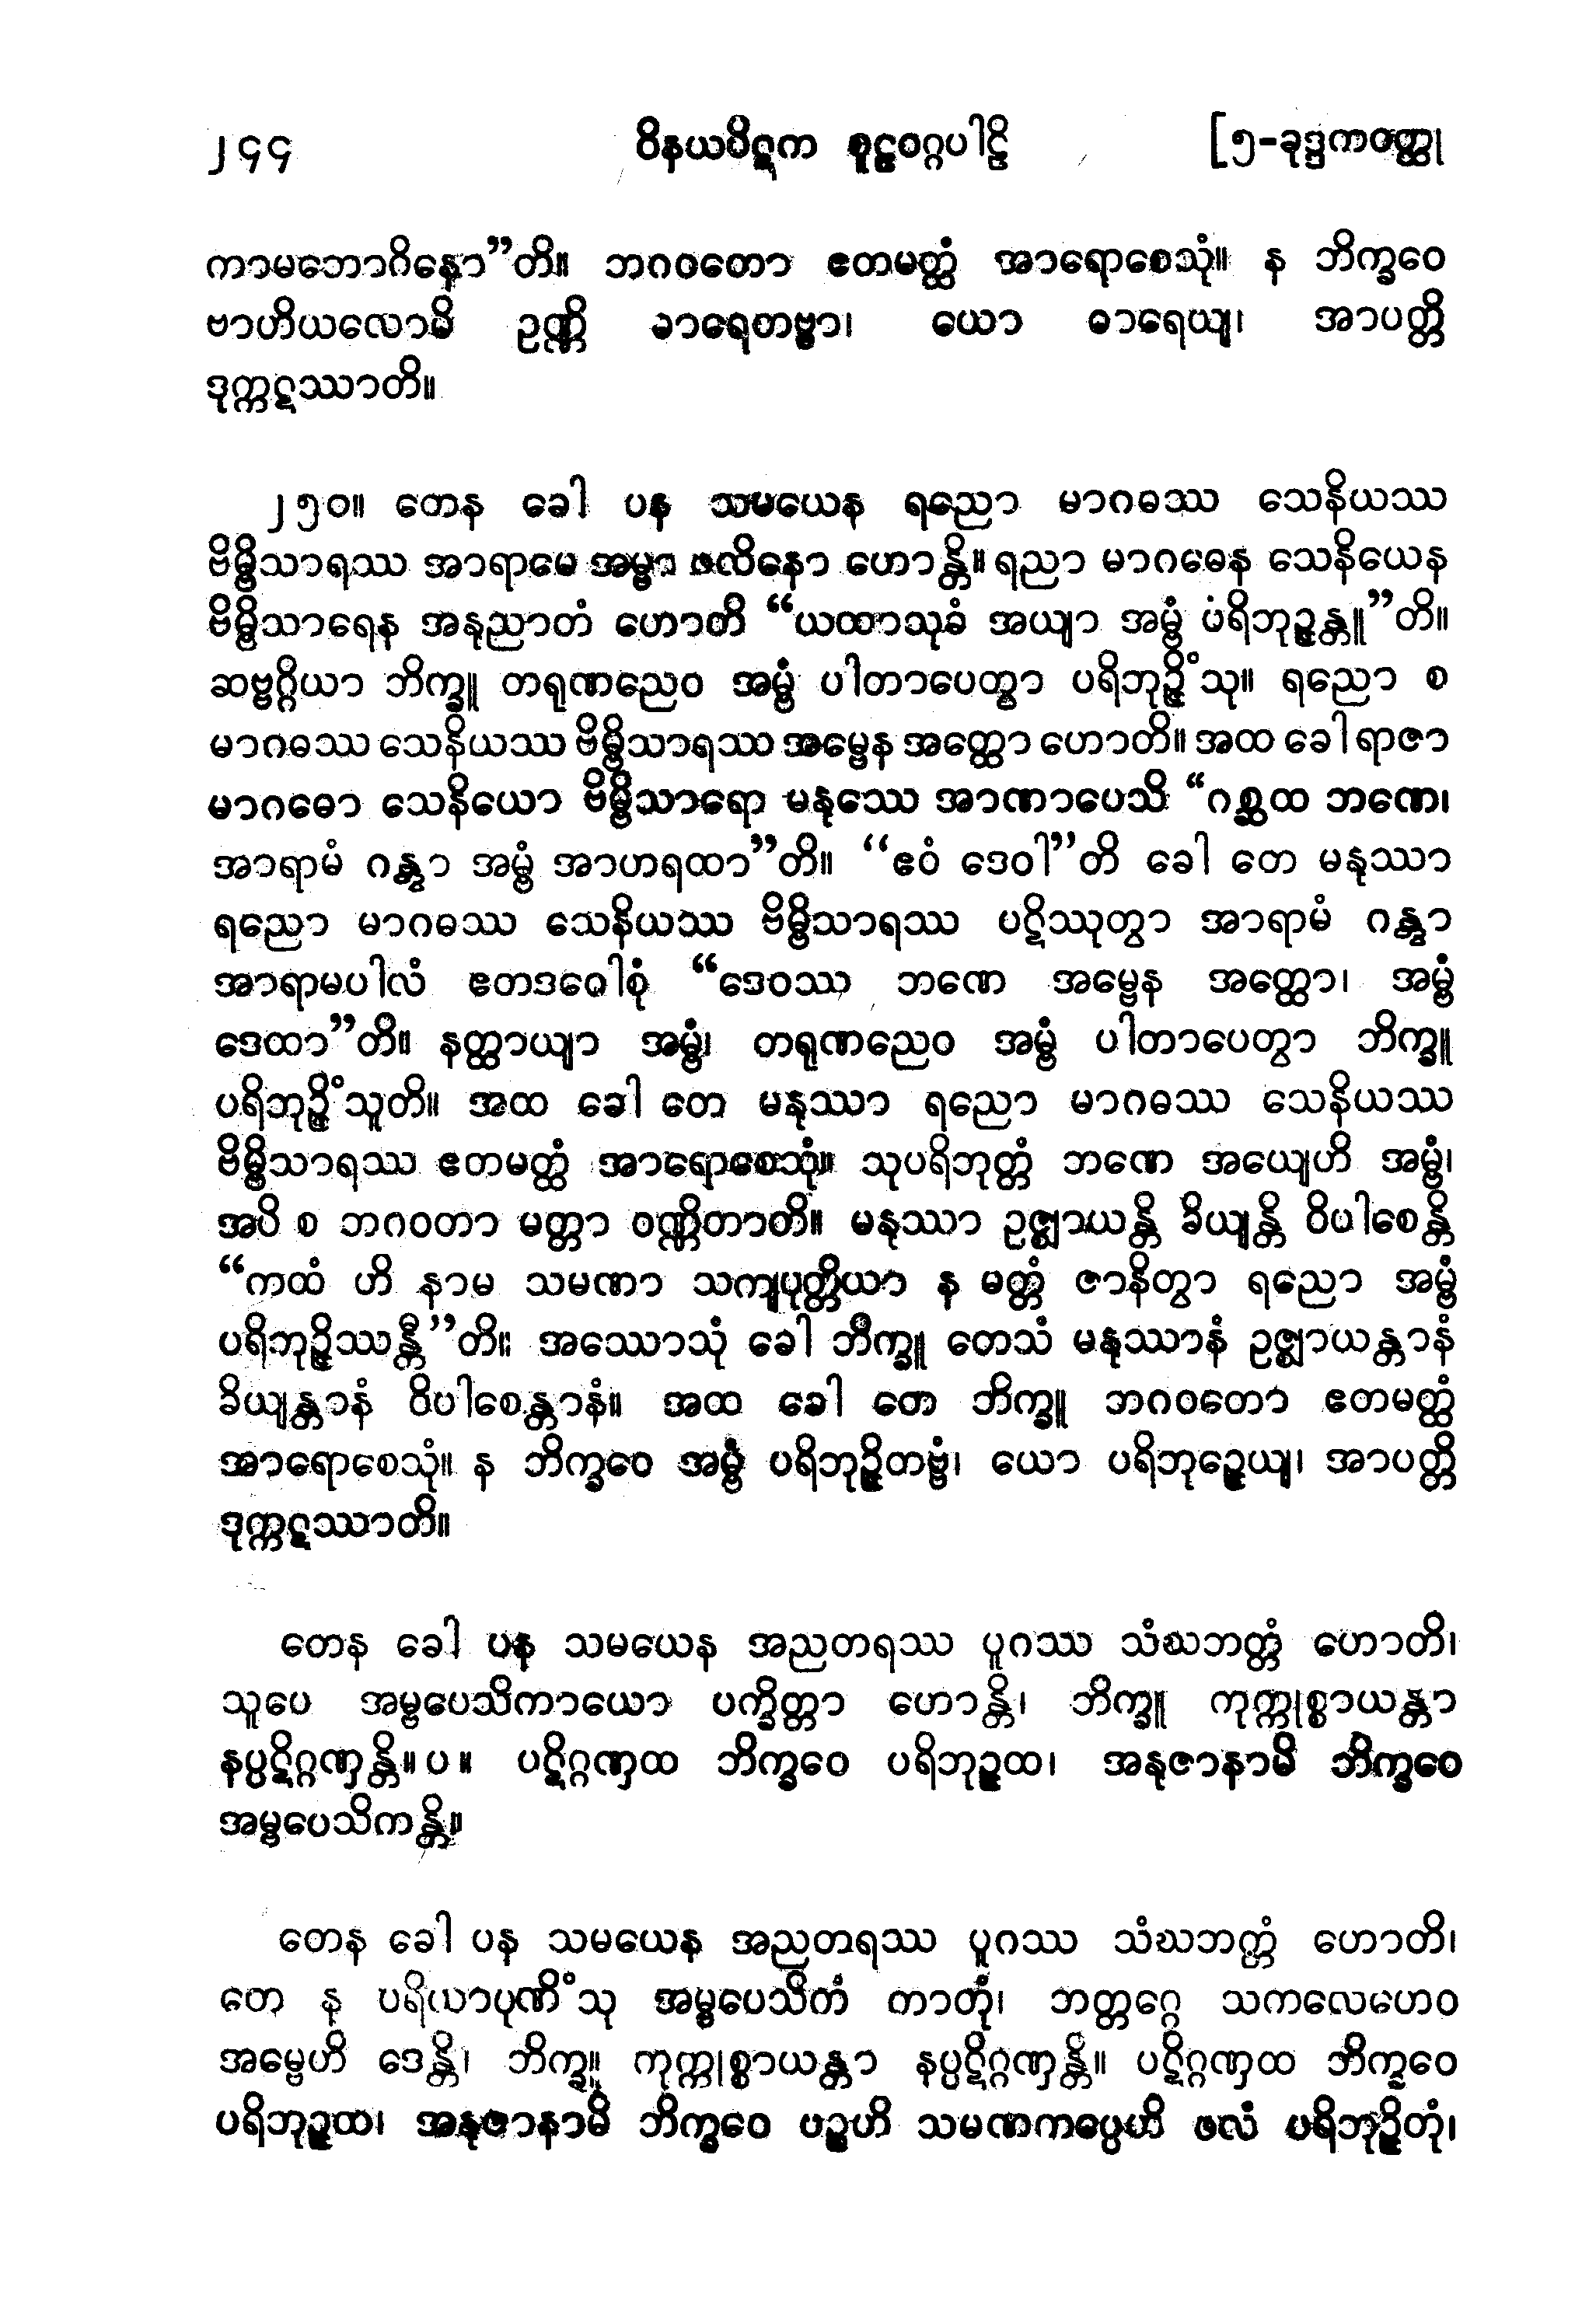 ၂၄၄ ဝိနယပိဋက စူဠဝဂ္ဂပါဠိ [၅-ခုဒ္ဒကဝတ္ထု
ကာမဘောဂိနော”တိ။ ဘဂဝတော ဧတမတ္ထံ အာရောစေသုံ။ န ဘိက္ခဝေ
ဗာဟိယလောမိ ဥဏ္ဏိ ဓာရေတဗ္ဗာ၊ ယော ဓာရေယျ၊ အာပတ္တိ
ဒုက္ကဋဿာတိ။
၂၅၀။ တေန ခေါ ပန သမယေန ရညော မာဂဓဿ သေနိယဿ
ဗိမ္ဗိသာရဿ အာရာမေ အမ္ဗာ ဖလိနော ဟောန္တိ။ ရညာ မာဂဓေန သေနိယေန
ဗိမ္ဗိသာရေန အနုညာတံ ဟောတိ “ယထာသုခံ အယျာ အမ္ဗံ ပရိဘုဉ္ဇန္တူ”တိ။
ဆဗ္ဗဂ္ဂိယာ ဘိက္ခူ တရုဏညေဝ အမ္ဗံ ပါတာပေတွာ ပရိဘုဉ္ဇိံသု။ ရညော စ
မာဂဓဿ သေနိယဿ ဗိမ္ဗိသာရဿ အမ္ဗေန အတ္ထော ဟောတိ။ အထ ခေါ ရာဇာ
မာဂဓော သေနိယော ဗိမ္ဗိသာရော မနုဿေ အာဏာပေသိ “ဂစ္ဆထ ဘဏေ၊
အာရာမံ ဂန္တွာ အမ္ဗံ အာဟရထာ”တိ။ “ဧဝံ ဒေဝါ”တိ ခေါ တေ မနုဿာ
ရညော မာဂဓဿ သေနိယဿ ဗိမ္ဗိသာရဿ ပဋိဿုတွာ အာရာမံ ဂန္တွာ
အာရာမပါလံ ဧတဒဝေါစုံ “ဒေဝဿ ဘဏေ အမ္ဗေန အတ္ထော၊ အမ္ဗံ
ဒေထာ”တိ။ နတ္ထာယျာ အမ္ဗံ၊ တရုဏညေဝ အမ္ဗံ ပါတာပေတွာ ဘိက္ခူ
ပရိဘုဉ္ဇိံသူတိ။ အထ ခေါ တေ မနုဿာ ရညော မာဂဓဿ သေနိယဿ
ဗိမ္ဗိသာရဿ ဧတမတ္ထံ အာရောစေသုံ။ သုပရိဘုတ္တံ ဘဏေ အယျေဟိ အမ္ဗံ၊
အပိ စ ဘဂဝတာ မတ္တာ ဝဏ္ဏိတာတိ။ မနုဿာ ဥဇ္ဈာယန္တိ ခိယျန္တိ ဝိပါစေန္တိ
“ကထံ ဟိ နာမ သမဏာ သကျပုတ္တိယာ န မတ္တံ ဇာနိတွာ ရညော အမ္ဗံ
ပရိဘုဉ္ဇိဿန္တီ”တိ။ အဿောသုံ ခေါ ဘိက္ခူ တေသံ မနုဿာနံ ဥဇ္ဈာယန္တာနံ
ခိယျန္တာနံ ဝိပါစေန္တာနံ။ အထ ခေါ တေ ဘိက္ခူ ဘဂဝတော ဧတမတ္ထံ
အာရောစေသုံ။ န ဘိက္ခဝေ အမ္ဗံ ပရိဘုဉ္ဇိတဗ္ဗံ၊ ယော ပရိဘုဉ္ဇေယျ၊ အာပတ္တိ
ဒုက္ကဋဿာတိ။
တေန ခေါ ပန သမယေန အညတရဿ ပူဂဿ သံဃဘတ္တံ ဟောတိ၊
သူပေ အမ္ဗပေသိကာယော ပက္ခိတ္တာ ဟောန္တိ၊ ဘိက္ခူ ကုက္ကုစ္စာယန္တာ
နပ္ပဋိဂ္ဂဏှန္တိ။ ပ။ ပဋိဂ္ဂဏှထ ဘိက္ခဝေ ပရိဘုဉ္ဇထ၊ အနုဇာနာမိ ဘိက္ခဝေ
အမ္ဗပေသိကန္တိ။
တေန ခေါ ပန သမယေန အညတရဿ ပူဂဿ သံဃဘတ္တံ ဟောတိ၊
တေ န ပရိယာပုဏိံသု အမ္ဗပေသိကံ ကာတုံ၊ ဘတ္တဂ္ဂေ သကလေဟေဝ
အမ္ဗေဟိ ဒေန္တိ၊ ဘိက္ခူ ကုက္ကုစ္စာယန္တာ နပ္ပဋိဂ္ဂဏှန္တိ။ ပဋိဂ္ဂဏှထ ဘိက္ခဝေ
ပရိဘုဉ္ဇထ၊ အနုဇာနာမိ ဘိက္ခဝေ ပဉ္စဟိ သမဏကပ္ပေဟိ ဖလံ ပရိဘုဉ္ဇိတုံ၊